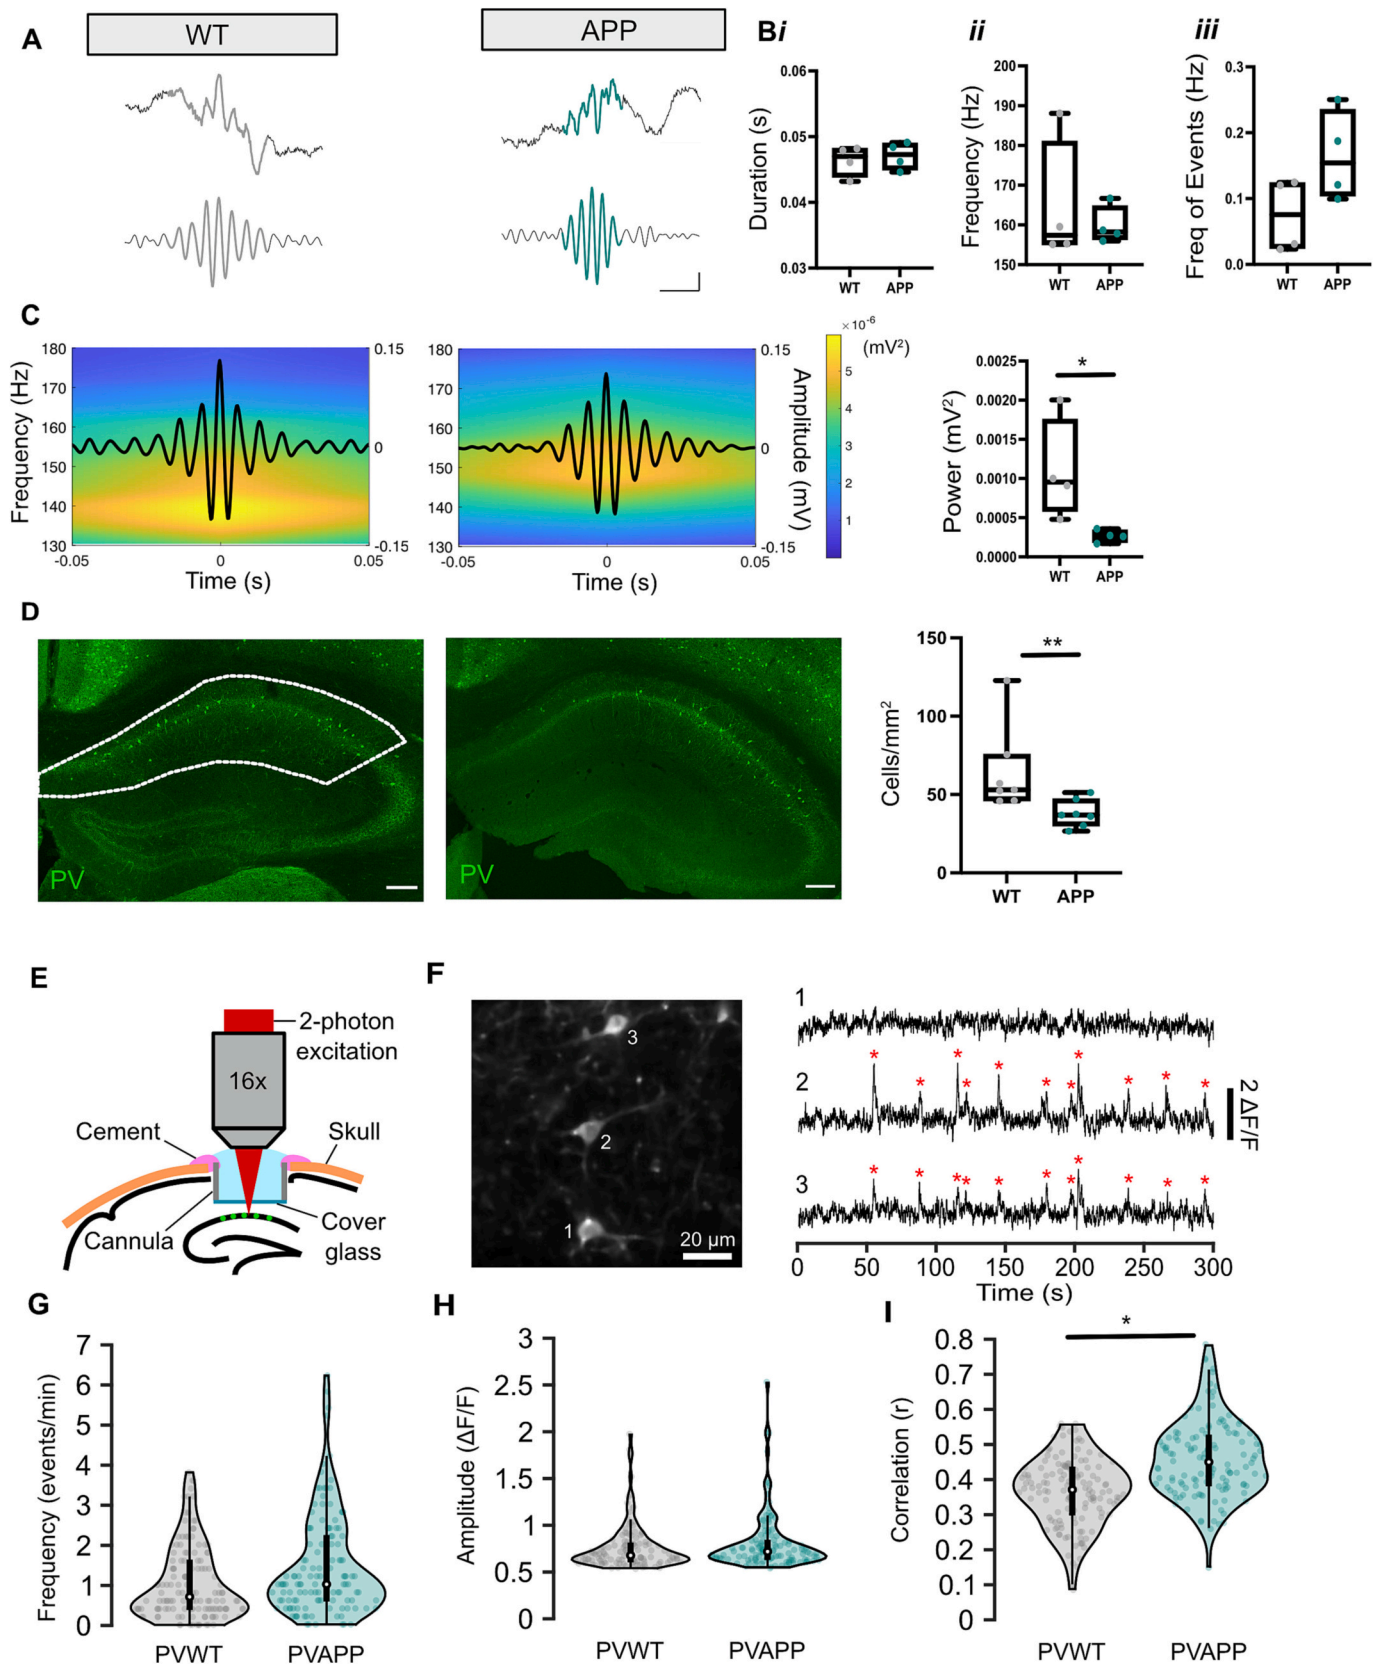 A
WT
APP
Bi
ii
iii
Duration (s)
0.06
0.05
0.04
0.03
WT
APP
Frequency (Hz)
200
190
180
170
160
150
WT
APP
Freq of Events (Hz)
0.3
0.2
0.1
0.0
WT
APP
C
Frequency (Hz)
180
170
160
150
140
130
0.15
0
-0.15
-0.05
0
0.05
Time (s)
180
170
160
150
140
130
0.15
0
-0.15
-0.05
0
0.05
Time (s)
Amplitude (mV)
×10-6
(mV2)
5
4
3
2
1
Power (mV2)
0.0025
0.0020
0.0015
0.0010
0.0005
0.0000
*
WT
APP
D
PV
PV
Cells/mm2
150
100
50
0
**
WT
APP
E
2-photon
excitation
16x
Cement
Skull
Cannula
Cover
glass
F
3
2
1
20 µm
1
2
3
* * * * * * * * * * *
* * * * * * * * * * *
2 ΔF/F
0 50 100 150 200 250 300
Time (s)
G
Frequency (events/min)
7
6
5
4
3
2
1
0
PVWT
PVAPP
H
Amplitude (ΔF/F)
3
2.5
2
1.5
1
0.5
0
PVWT
PVAPP
I
Correlation (r)
0.8
0.7
0.6
0.5
0.4
0.3
0.2
0.1
0
*
PVWT
PVAPP